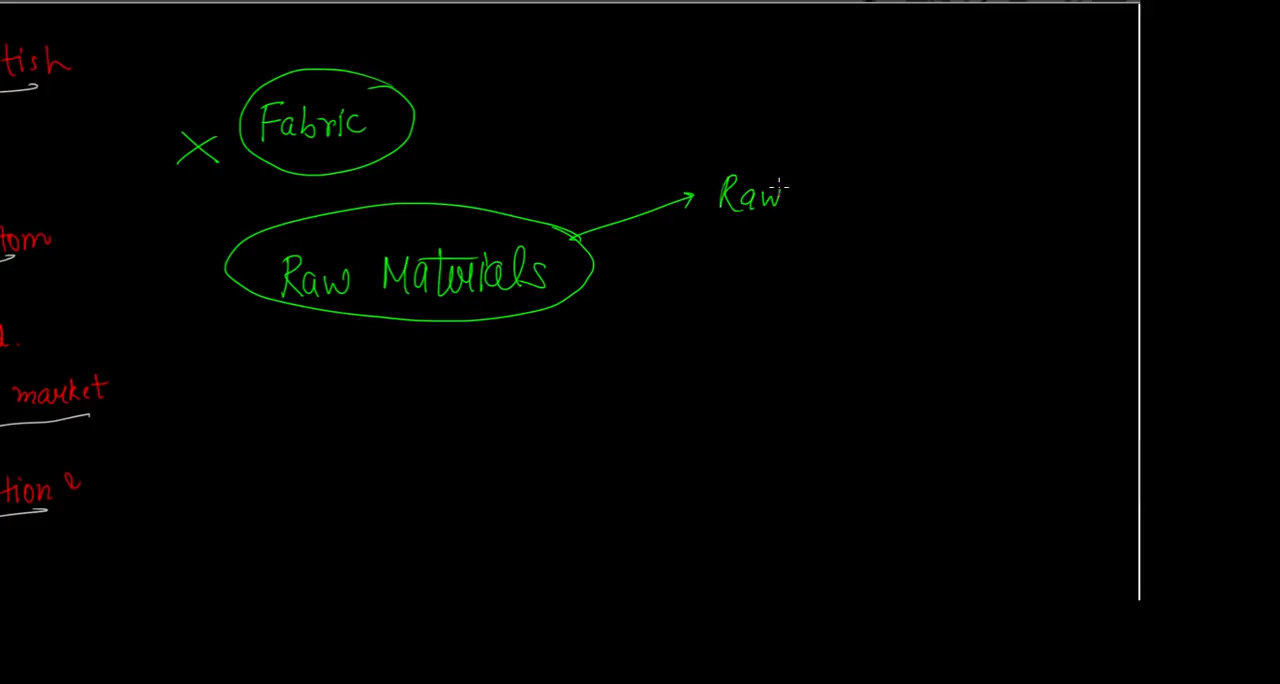 tish
Fabric
Raw
tom
Raw Materials
d.
market
tion &